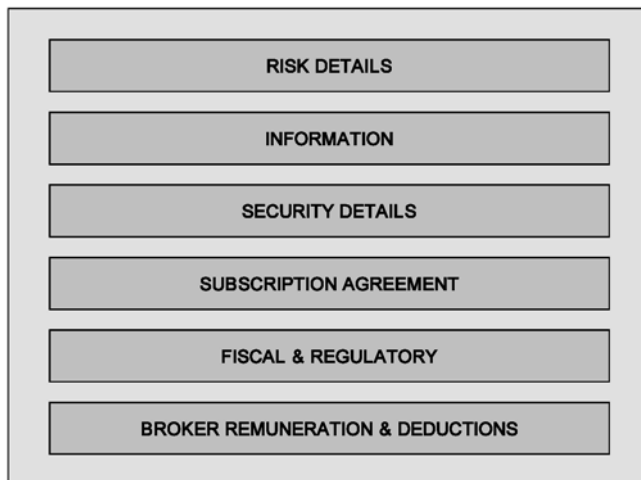 RISK DETAILS
INFORMATION
SECURITY DETAILS
SUBSCRIPTION AGREEMENT
FISCAL & REGULATORY
BROKER REMUNERATION & DEDUCTIONS